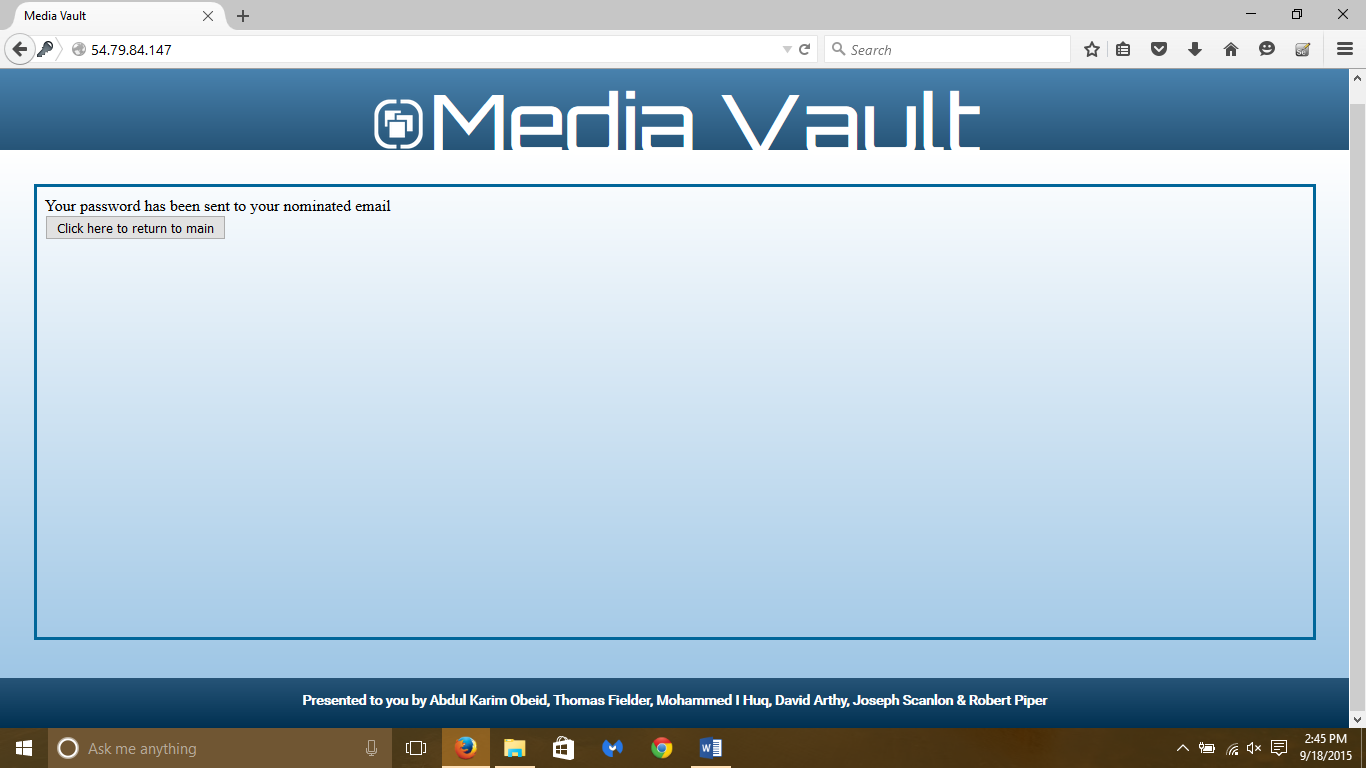 Media Vault
54.79.84.147
Search
Media Vault
Your password has been sent to your nominated email
Click here to return to main
Presented to you by Abdul Karim Obeid, Thomas Fielder, Mohammed I Huq, David Arthy, Joseph Scanlon & Robert Piper
Ask me anything
2:45 PM
9/18/2015